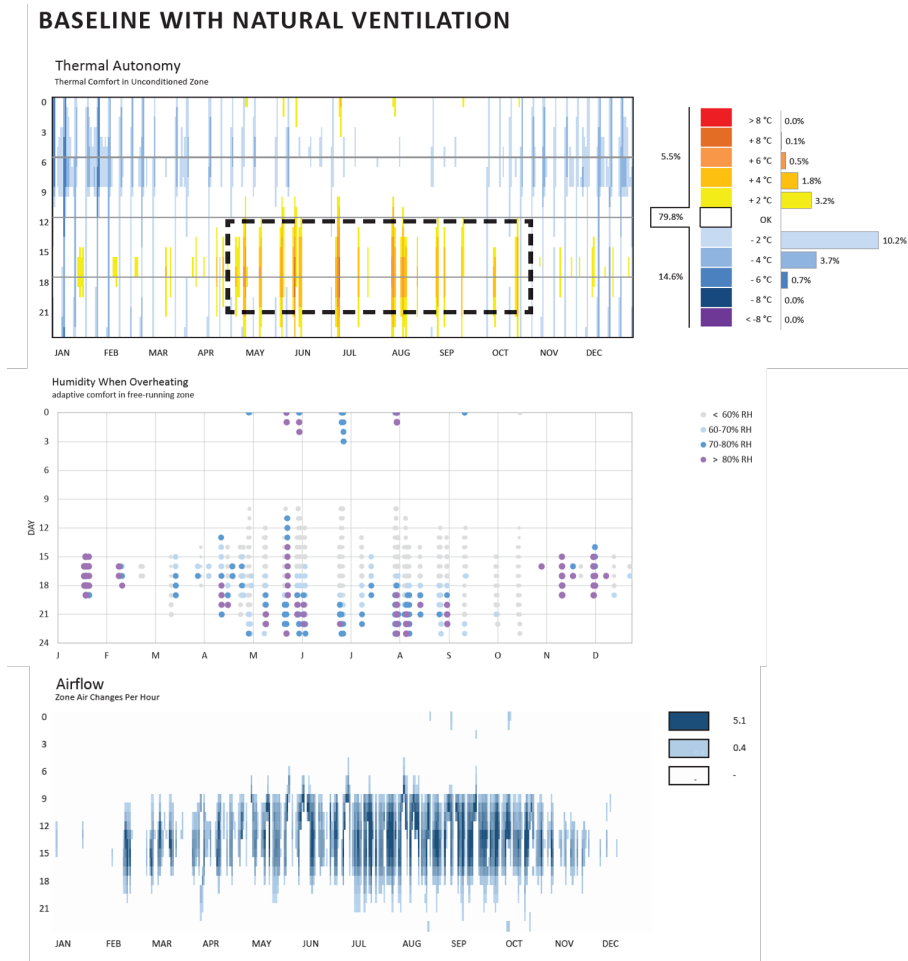 BASELINE WITH NATURAL VENTILATION
Thermal Autonomy
Thermal Comfort in Unconditioned Zone
0
3
6
9
12
15
18
21
JAN FEB MAR APR MAY JUN JUL AUG SEP OCT NOV DEC
5.5%
79.8%
14.6%
> 8 °C 0.0%
+ 8 °C 0.1%
+ 6 °C 0.5%
+ 4 °C 1.8%
+ 2 °C 3.2%
OK
- 2 °C 10.2%
- 4 °C 3.7%
- 6 °C 0.7%
- 8 °C 0.0%
< -8 °C 0.0%
Humidity When Overheating
adaptive comfort in free-running zone
DAY
0
3
6
9
12
15
18
21
24
J F M A M J J A S O N D
< 60% RH
60-70% RH
70-80% RH
> 80% RH
Airflow
Zone Air Changes Per Hour
0
3
6
9
12
15
18
21
JAN FEB MAR APR MAY JUN JUL AUG SEP OCT NOV DEC
5.1
0.4
- -